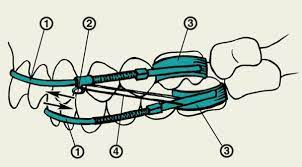 ① ② ③
① ④ ③